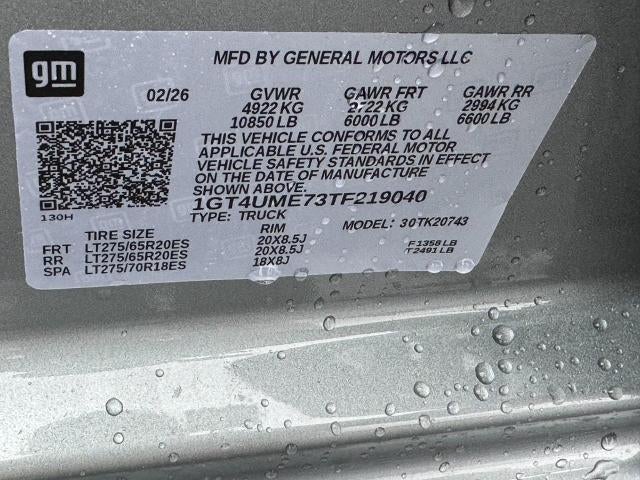 gm
MFD BY GENERAL MOTORS LLC
02/26 GVWR GAWR FRT GAWR RR
4922 KG 2722 KG 2994 KG
10850 LB 6000 LB 6600 LB
THIS VEHICLE CONFORMS TO ALL
APPLICABLE U.S. FEDERAL MOTOR
VEHICLE SAFETY STANDARDS IN EFFECT
ON THE DATE OF MANUFACTURE
SHOWN ABOVE.
1GT4UME73TF219040
130H
TYPE: TRUCK MODEL: 30TK20743
TIRE SIZE RIM
FRT LT275/65R20ES 20X8.5J F1358 LB
RR LT275/65R20ES 20X8.5J T2491 LB
SPA LT275/70R18ES 18X8J